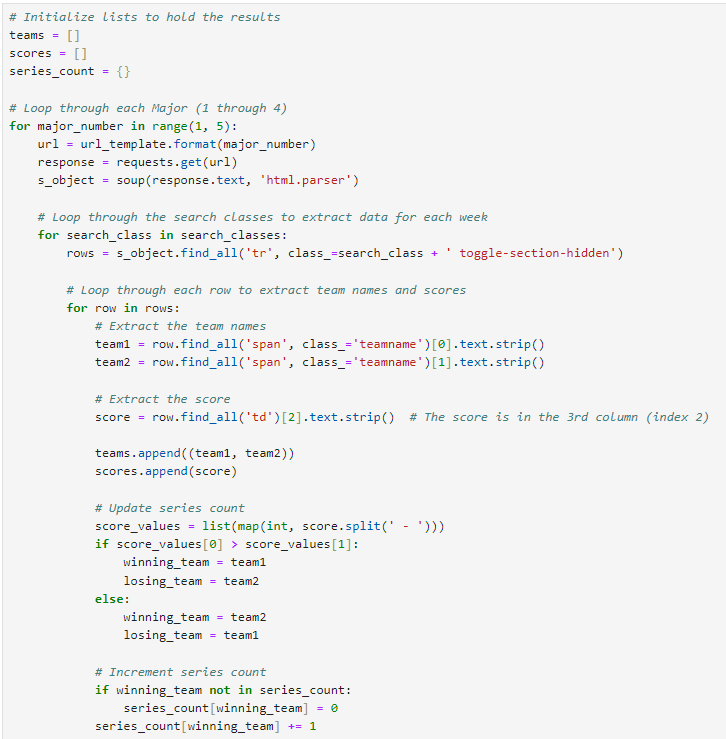 # Initialize lists to hold the results
teams = []
scores = []
series_count = {}

# Loop through each Major (1 through 4)
for major_number in range(1, 5):
    url = url_template.format(major_number)
    response = requests.get(url)
    s_object = soup(response.text, 'html.parser')

    # Loop through the search classes to extract data for each week
    for search_class in search_classes:
        rows = s_object.find_all('tr', class_=search_class + ' toggle-section-hidden')

        # Loop through each row to extract team names and scores
        for row in rows:
            # Extract the team names
            team1 = row.find_all('span', class_='teamname')[0].text.strip()
            team2 = row.find_all('span', class_='teamname')[1].text.strip()

            # Extract the score
            score = row.find_all('td')[2].text.strip()  # The score is in the 3rd column (index 2)

            teams.append((team1, team2))
            scores.append(score)

            # Update series count
            score_values = list(map(int, score.split(' - ')))
            if score_values[0] > score_values[1]:
                winning_team = team1
                losing_team = team2
            else:
                winning_team = team2
                losing_team = team1

            # Increment series count
            if winning_team not in series_count:
                series_count[winning_team] = 0
            series_count[winning_team] += 1